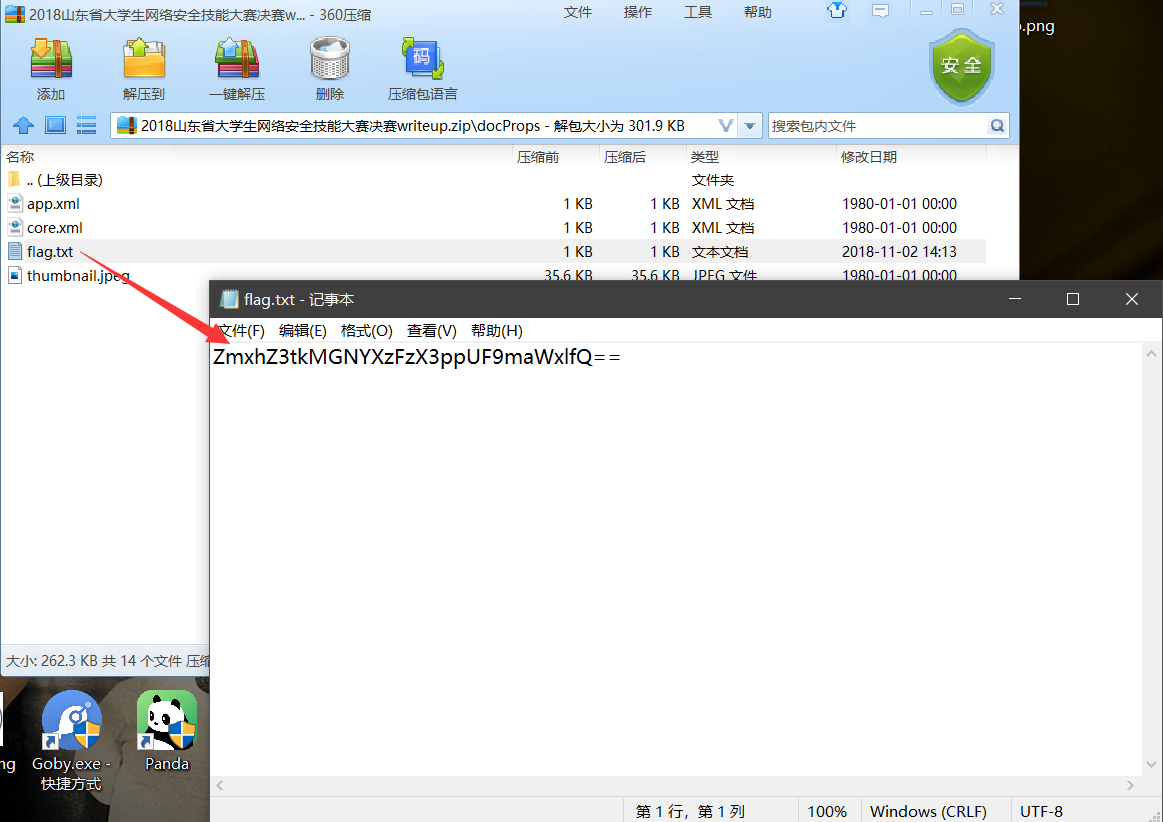 2018山东省大学生网络安全技能大赛决赛w... - 360压缩
文件 操作 工具 帮助
.png
添加 解压到 一键解压 删除 压缩包语言
码
安全
2018山东省大学生网络安全技能大赛决赛writeup.zip\docProps - 解包大小为 301.9 KB
搜索包内文件
名称 压缩前 压缩后 类型 修改日期
.. (上级目录) 文件夹
app.xml 1 KB 1 KB XML 文档 1980-01-01 00:00
core.xml 1 KB 1 KB XML 文档 1980-01-01 00:00
flag.txt 1 KB 1 KB 文本文档 2018-11-02 14:13
thumbnail.jpeg 35.6 KB 35.6 KB JPEG 文件 1980-01-01 00:00
flag.txt - 记事本
文件(F) 编辑(E) 格式(O) 查看(V) 帮助(H)
ZmxhZ3tkMGNYXzFzX3ppUF9maWxlfQ==
大小: 262.3 KB 共 14 个文件 压缩
ng
Goby.exe -
快捷方式
Panda
第 1 行，第 1 列 100% Windows (CRLF) UTF-8